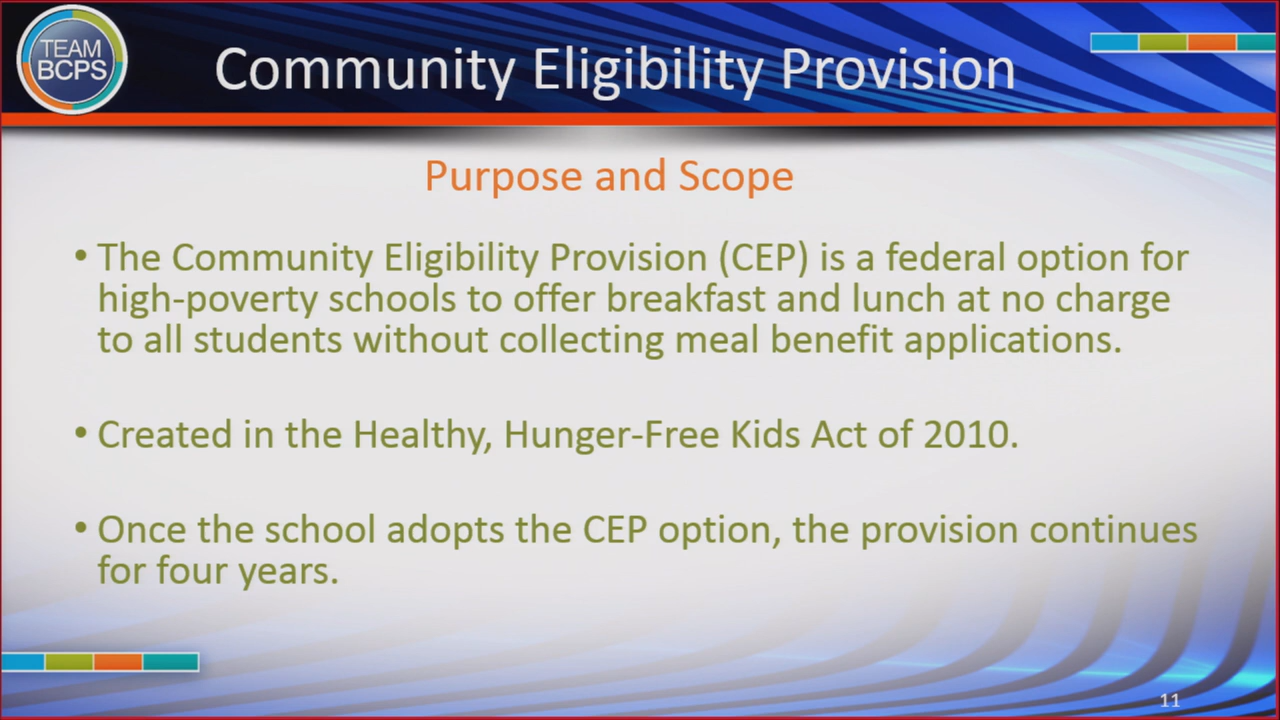 TEAM
BCPS
Community Eligibility Provision
Purpose and Scope
• The Community Eligibility Provision (CEP) is a federal option for
high-poverty schools to offer breakfast and lunch at no charge
to all students without collecting meal benefit applications.
• Created in the Healthy, Hunger-Free Kids Act of 2010.
• Once the school adopts the CEP option, the provision continues
for four years.
11